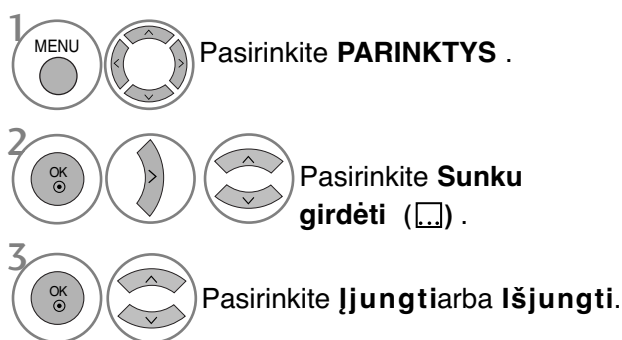 1
MENU
Pasirinkite PARINKTYS .
2
OK
Pasirinkite Sunku
girdėti (...) .
3
OK
Pasirinkite Įjungtiarba Išjungti.